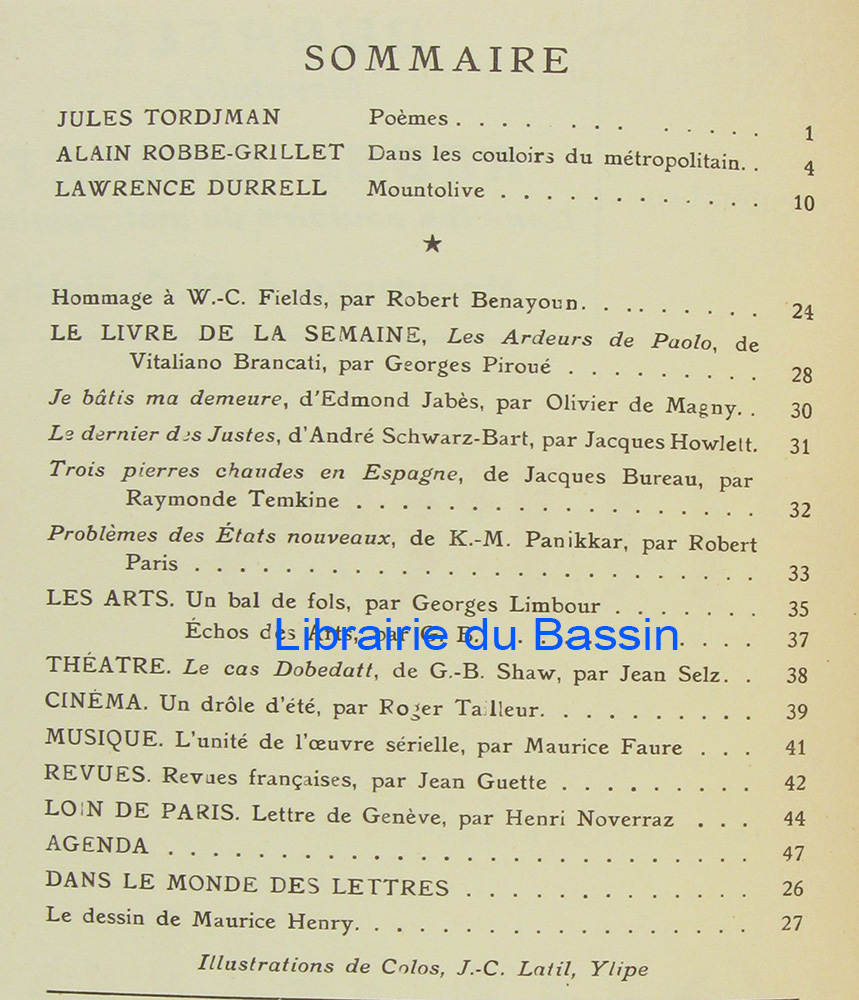 SOMMAIRE
JULES TORDJMAN Poèmes . . . . . . . . . . . . 1
ALAIN ROBBE-GRILLET Dans les couloirs du métropolitain. . 4
LAWRENCE DURRELL Mountolive . . . . . . . . . . . . 10
★
Hommage à W.-C. Fields, par Robert Benayoun. . . . . . . . . 24
LE LIVRE DE LA SEMAINE, Les Ardeurs de Paolo, de
Vitaliano Brancati, par Georges Piroué . . . . . . . . . 28
Je bâtis ma demeure, d'Edmond Jabès, par Olivier de Magny. . 30
Le dernier des Justes, d'André Schwarz-Bart, par Jacques Howlett. 31
Trois pierres chaudes en Espagne, de Jacques Bureau, par
Raymonde Temkine . . . . . . . . . . . . . . . . . . 32
Problèmes des États nouveaux, de K.-M. Panikkar, par Robert
Paris . . . . . . . . . . . . . . . . . . . . . . . . . 33
LES ARTS. Un bal de fols, par Georges Limbour . . . . . . . 35
Échos des Arts, par G. B. . . . . . . . . . . . 37
Librairie du Bassin
THÉATRE. Le cas Dobedatt, de G.-B. Shaw, par Jean Selz. . 38
CINÉMA. Un drôle d'été, par Roger Tailleur. . . . . . . . . . 39
MUSIQUE. L'unité de l'œuvre sérielle, par Maurice Faure . . . 41
REVUES. Revues françaises, par Jean Guette . . . . . . . . . 42
LOIN DE PARIS. Lettre de Genève, par Henri Noverraz . . . 44
AGENDA . . . . . . . . . . . . . . . . . . . . . . . . . . 47
DANS LE MONDE DES LETTRES . . . . . . . . . . . . . 26
Le dessin de Maurice Henry. . . . . . . . . . . . . . . . . . 27
Illustrations de Colos, J.-C. Latil, Ylipe